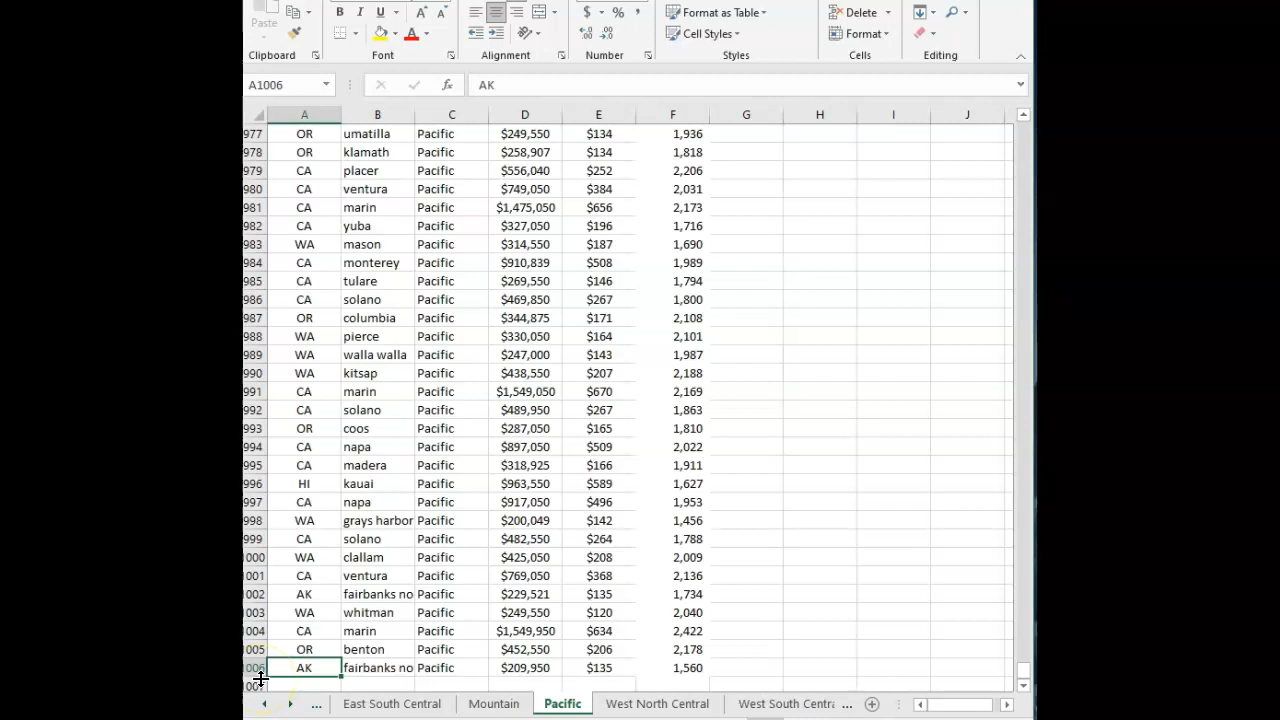 Paste B I U A A $ % , Format as Table Cell Styles Delete Format
Clipboard Font Alignment Number Styles Cells Editing
A1006 fx AK
A B C D E F G H I J
977 OR umatilla Pacific $249,550 $134 1,936
978 OR klamath Pacific $258,907 $134 1,818
979 CA placer Pacific $556,040 $252 2,206
980 CA ventura Pacific $749,050 $384 2,031
981 CA marin Pacific $1,475,050 $656 2,173
982 CA yuba Pacific $327,050 $196 1,716
983 WA mason Pacific $314,550 $187 1,690
984 CA monterey Pacific $910,839 $508 1,989
985 CA tulare Pacific $269,550 $146 1,794
986 CA solano Pacific $469,850 $267 1,800
987 OR columbia Pacific $344,875 $171 2,108
988 WA pierce Pacific $330,050 $164 2,101
989 WA walla walla Pacific $247,000 $143 1,987
990 WA kitsap Pacific $438,550 $207 2,188
991 CA marin Pacific $1,549,050 $670 2,169
992 CA solano Pacific $489,950 $267 1,863
993 OR coos Pacific $287,050 $165 1,810
994 CA napa Pacific $897,050 $509 2,022
995 CA madera Pacific $318,925 $166 1,911
996 HI kauai Pacific $963,550 $589 1,627
997 CA napa Pacific $917,050 $496 1,953
998 WA grays harbor Pacific $200,049 $142 1,456
999 CA solano Pacific $482,550 $264 1,788
1000 WA clallam Pacific $425,050 $208 2,009
1001 CA ventura Pacific $769,050 $368 2,136
1002 AK fairbanks no Pacific $229,521 $135 1,734
1003 WA whitman Pacific $249,550 $120 2,040
1004 CA marin Pacific $1,549,950 $634 2,422
1005 OR benton Pacific $452,550 $206 2,178
1006 AK fairbanks no Pacific $209,950 $135 1,560
... East South Central Mountain Pacific West North Central West South Centra ...